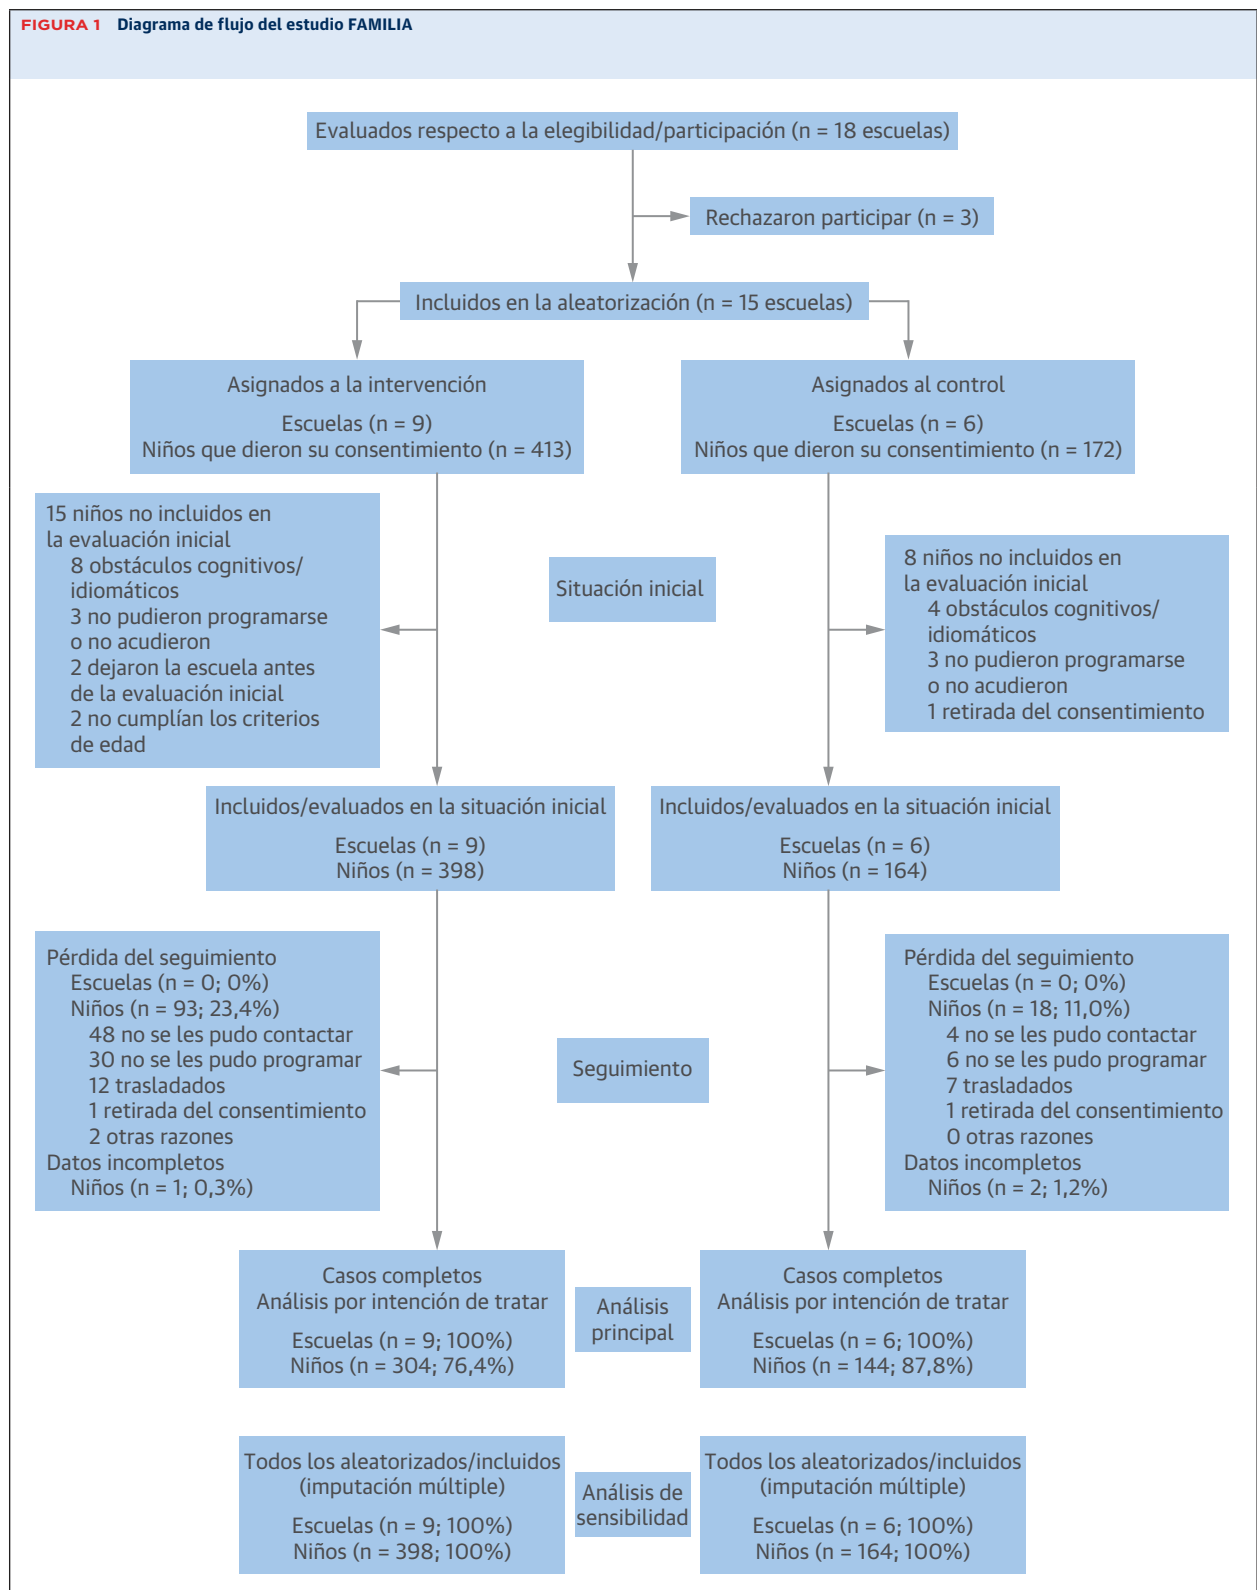 FIGURA 1 Diagrama de flujo del estudio FAMILIA
Evaluados respecto a la elegibilidad/participación (n = 18 escuelas)
Rechazaron participar (n = 3)
Incluidos en la aleatorización (n = 15 escuelas)
Asignados a la intervención
Escuelas (n = 9)
Niños que dieron su consentimiento (n = 413)
Asignados al control
Escuelas (n = 6)
Niños que dieron su consentimiento (n = 172)
15 niños no incluidos en
la evaluación inicial
8 obstáculos cognitivos/
idiomáticos
3 no pudieron programarse
o no acudieron
2 dejaron la escuela antes
de la evaluación inicial
2 no cumplían los criterios
de edad
Situación inicial
8 niños no incluidos en
la evaluación inicial
4 obstáculos cognitivos/
idiomáticos
3 no pudieron programarse
o no acudieron
1 retirada del consentimiento
Incluidos/evaluados en la situación inicial
Escuelas (n = 9)
Niños (n = 398)
Incluidos/evaluados en la situación inicial
Escuelas (n = 6)
Niños (n = 164)
Pérdida del seguimiento
Escuelas (n = 0; 0%)
Niños (n = 93; 23,4%)
48 no se les pudo contactar
30 no se les pudo programar
12 trasladados
1 retirada del consentimiento
2 otras razones
Datos incompletos
Niños (n = 1; 0,3%)
Seguimiento
Pérdida del seguimiento
Escuelas (n = 0; 0%)
Niños (n = 18; 11,0%)
4 no se les pudo contactar
6 no se les pudo programar
7 trasladados
1 retirada del consentimiento
0 otras razones
Datos incompletos
Niños (n = 2; 1,2%)
Casos completos
Análisis por intención de tratar
Escuelas (n = 9; 100%)
Niños (n = 304; 76,4%)
Análisis
principal
Casos completos
Análisis por intención de tratar
Escuelas (n = 6; 100%)
Niños (n = 144; 87,8%)
Todos los aleatorizados/incluidos
(imputación múltiple)
Escuelas (n = 9; 100%)
Niños (n = 398; 100%)
Análisis de
sensibilidad
Todos los aleatorizados/incluidos
(imputación múltiple)
Escuelas (n = 6; 100%)
Niños (n = 164; 100%)